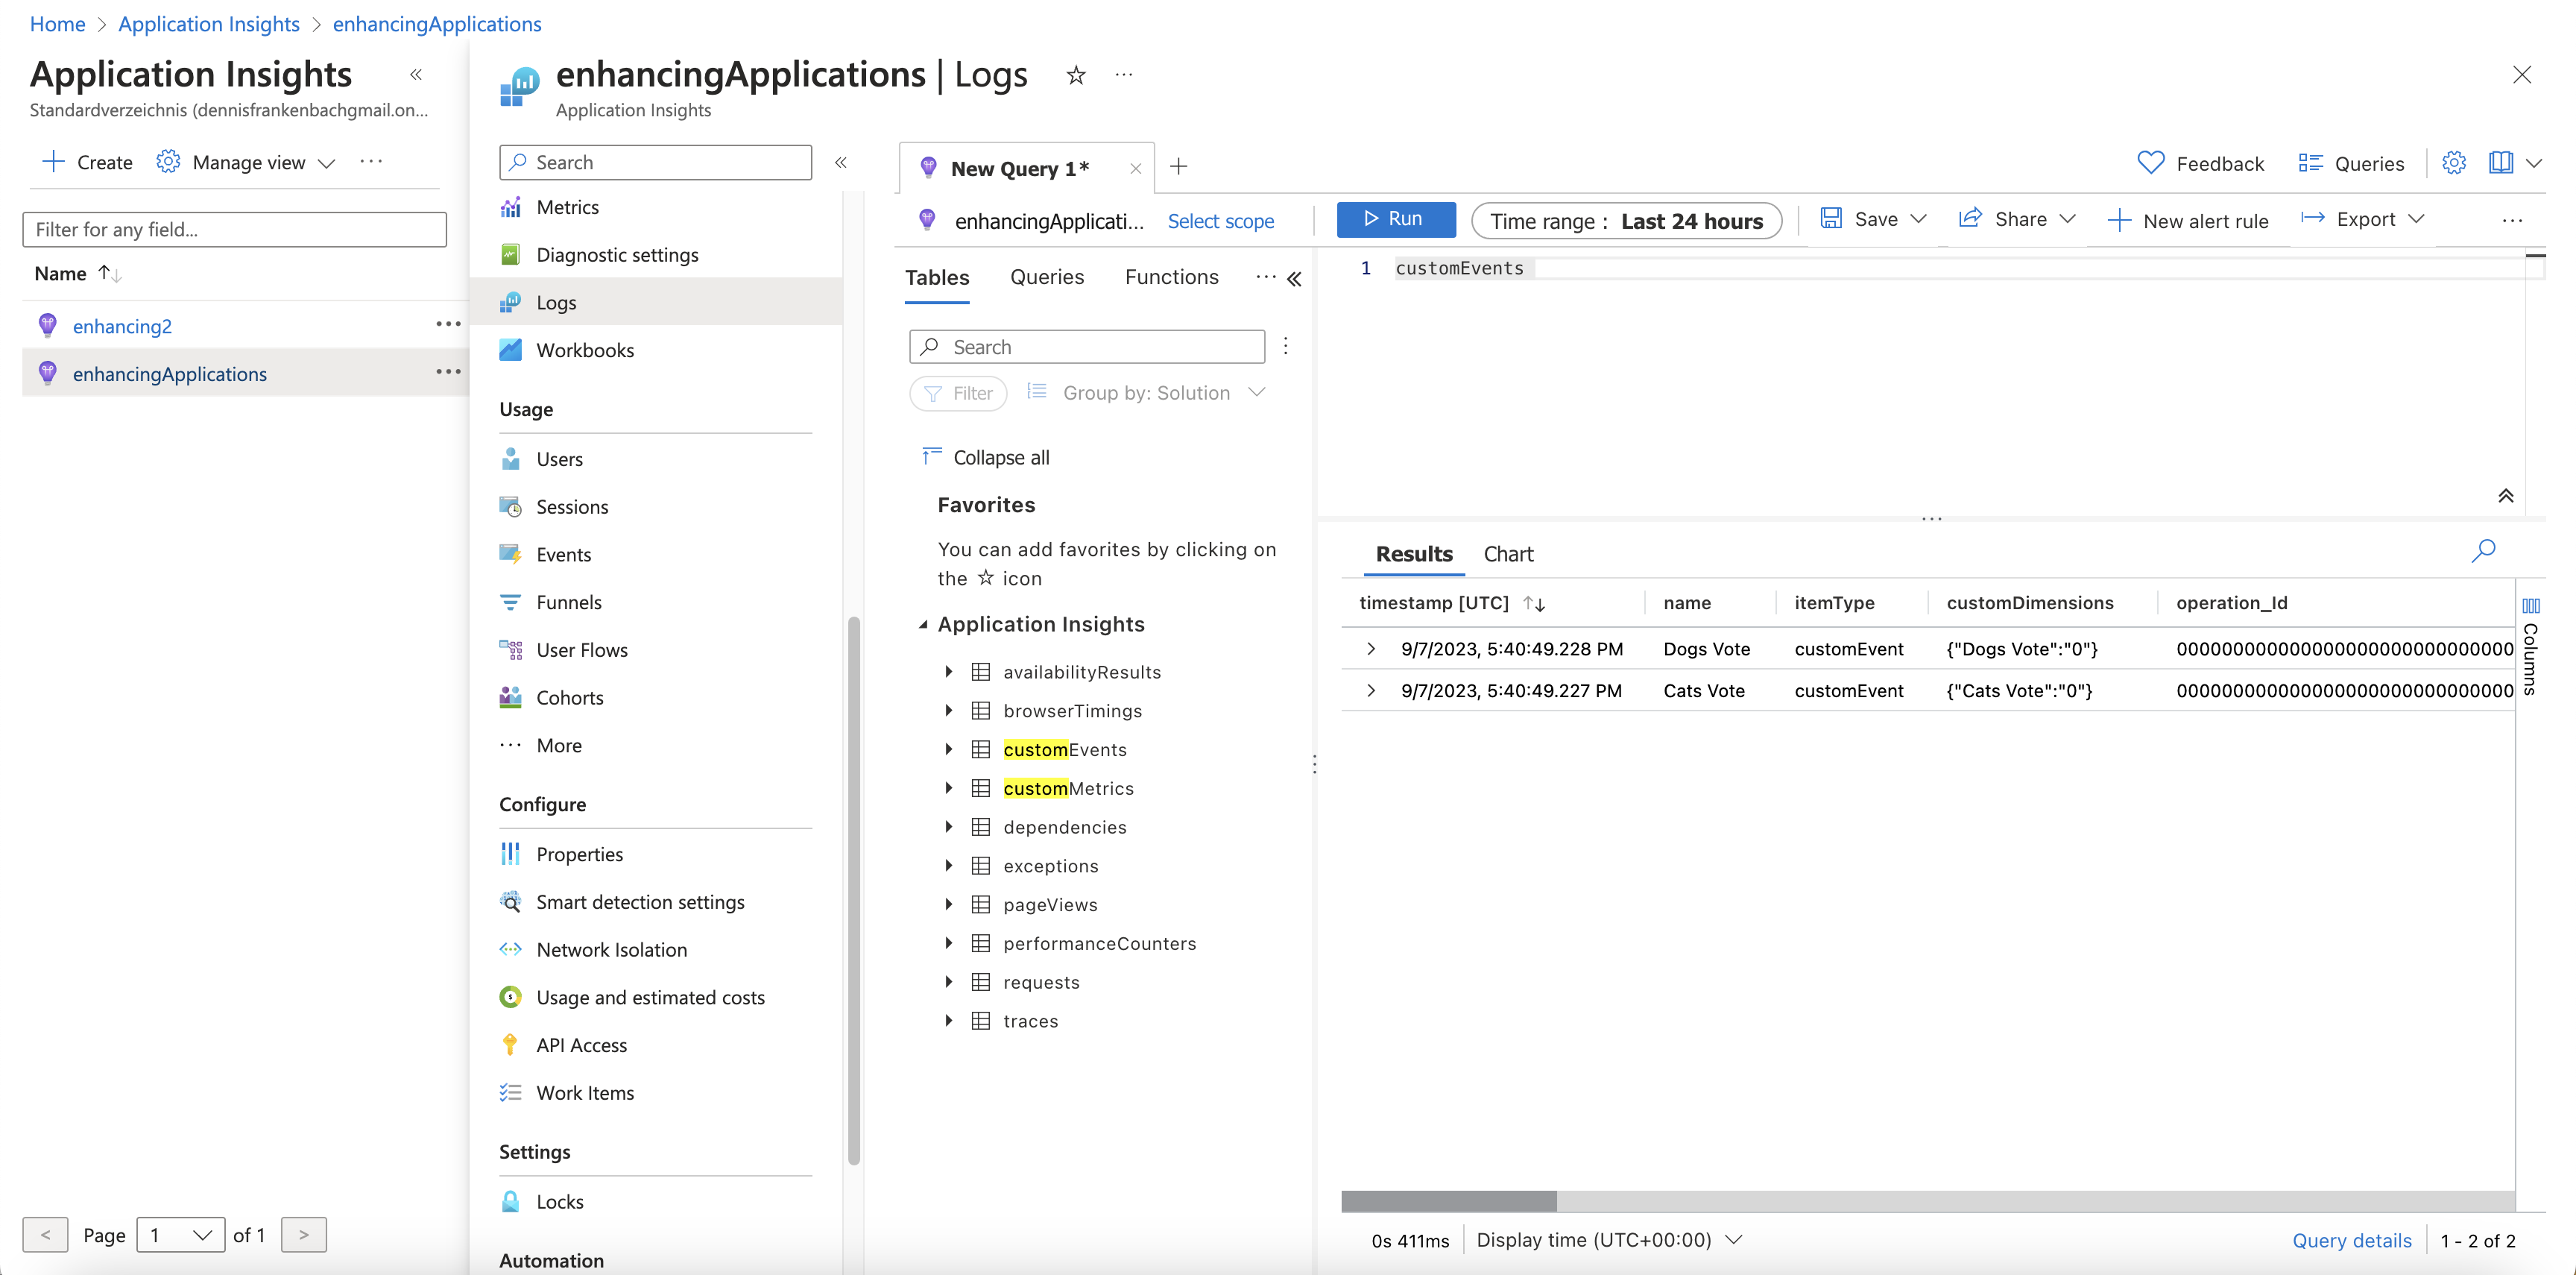 Home > Application Insights > enhancingApplications
Application Insights
Standardverzeichnis (dennisfrankenbachgmail.on...
Create
Manage view
Filter for any field...
Name
enhancing2
enhancingApplications
< Page 1 of 1 >
enhancingApplications | Logs
Application Insights
Search
Metrics
Diagnostic settings
Logs
Workbooks
Usage
Users
Sessions
Events
Funnels
User Flows
Cohorts
More
Configure
Properties
Smart detection settings
Network Isolation
Usage and estimated costs
API Access
Work Items
Settings
Locks
Automation
New Query 1*
Feedback
Queries
enhancingApplicati...
Select scope
Run
Time range : Last 24 hours
Save
Share
New alert rule
Export
Tables
Queries
Functions
Search
Filter
Group by: Solution
Collapse all
Favorites
You can add favorites by clicking on
the ☆ icon
Application Insights
availabilityResults
browserTimings
customEvents
customMetrics
dependencies
exceptions
pageViews
performanceCounters
requests
traces
1 customEvents
Results
Chart
timestamp [UTC] name itemType customDimensions operation_Id
9/7/2023, 5:40:49.228 PM Dogs Vote customEvent {"Dogs Vote":"0"} 00000000000000000000000000000
9/7/2023, 5:40:49.227 PM Cats Vote customEvent {"Cats Vote":"0"} 00000000000000000000000000000
Columns
0s 411ms
Display time (UTC+00:00)
Query details
1 - 2 of 2